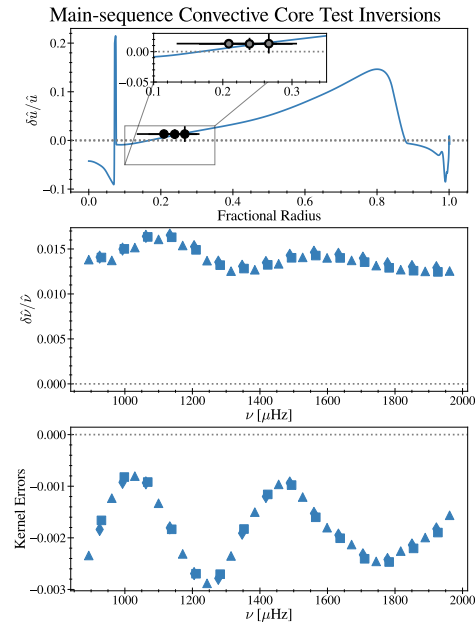 Main-sequence Convective Core Test Inversions
0.2
0.1
0.0
−0.1
δû/û
0.00
−0.05
0.1 0.2 0.3
0.0 0.2 0.4 0.6 0.8 1.0
Fractional Radius
0.015
0.010
0.005
0.000
δν̂/ν̂
1000 1200 1400 1600 1800 2000
ν [μHz]
0.000
−0.001
−0.002
−0.003
Kernel Errors
1000 1200 1400 1600 1800 2000
ν [μHz]